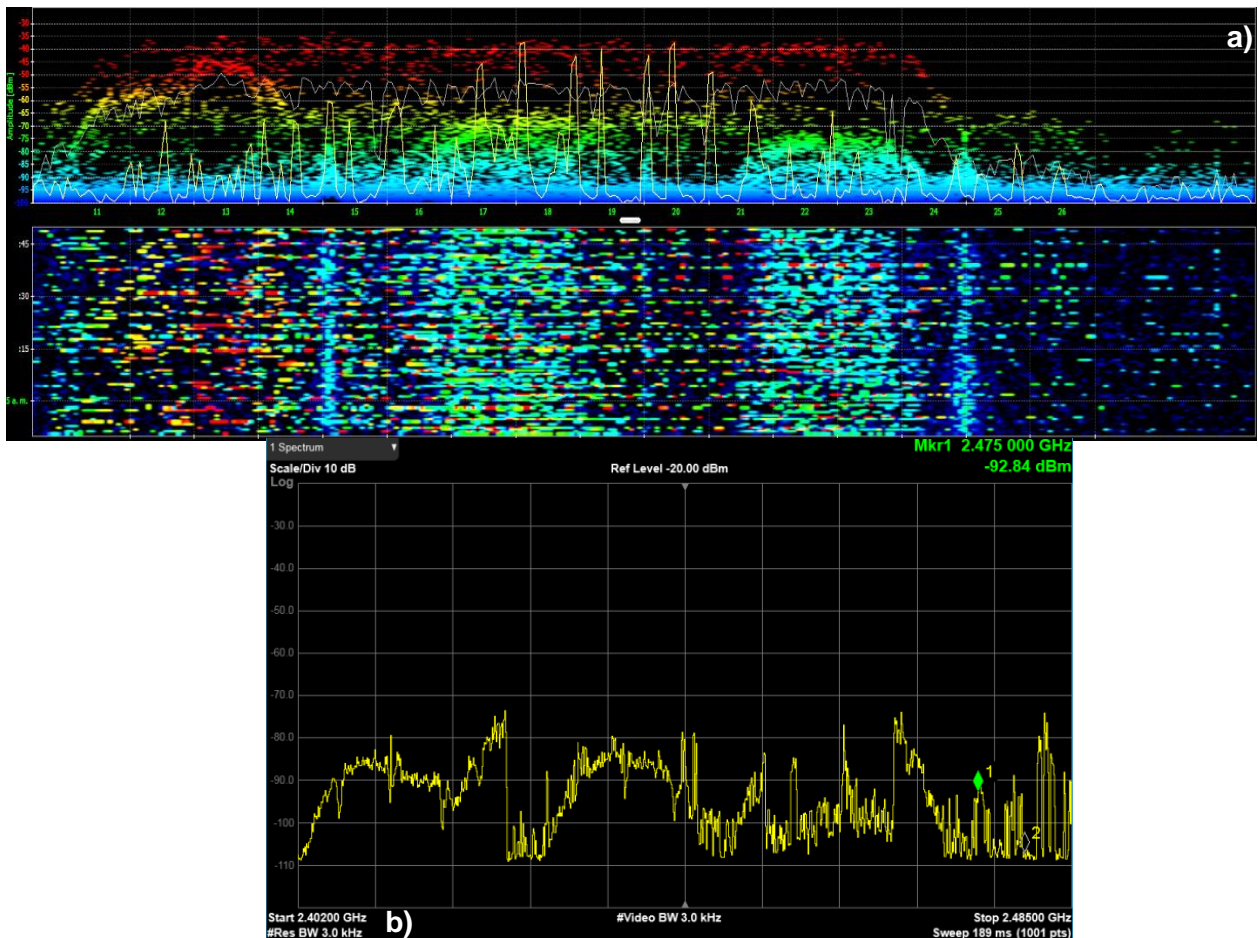 a)
-30
-35
-40
-45
-50
-55
-60
-65
-70
-75
-80
-85
-90
-95
-100
Amplitude [dBm]
11 12 13 14 15 16 17 18 19 20 21 22 23 24 25 26
:45
:30
:15
5 a. m.
1 Spectrum
Mkr1 2.475 000 GHz
Scale/Div 10 dB Ref Level -20.00 dBm -92.84 dBm
Log
-30.0
-40.0
-50.0
-60.0
-70.0
-80.0
-90.0
1
-100
2
-110
Start 2.40200 GHz #Video BW 3.0 kHz Stop 2.48500 GHz
#Res BW 3.0 kHz b) Sweep 189 ms (1001 pts)